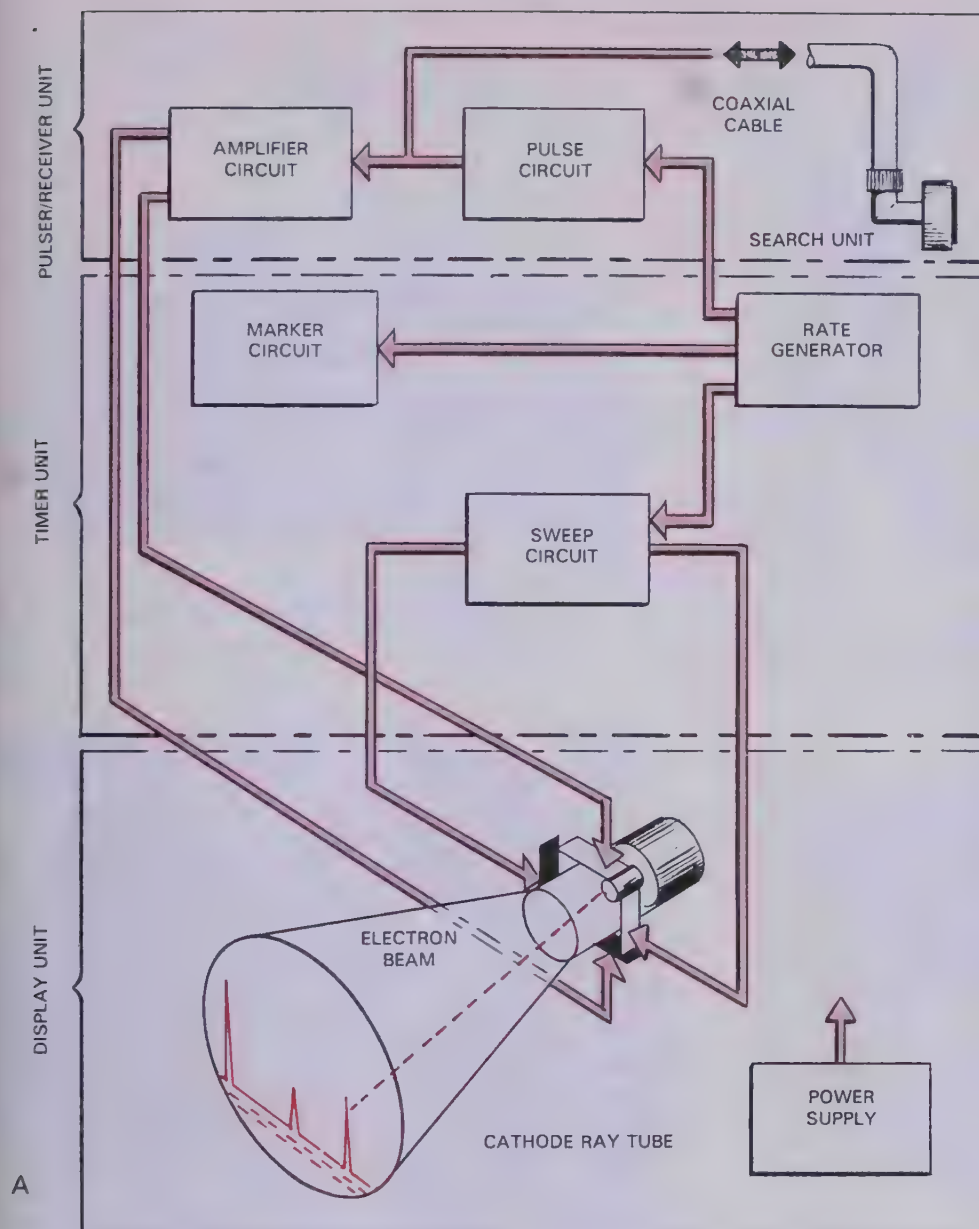 PULSER/RECEIVER UNIT
AMPLIFIER
CIRCUIT
PULSE
CIRCUIT
COAXIAL
CABLE
SEARCH UNIT
TIMER UNIT
MARKER
CIRCUIT
RATE
GENERATOR
SWEEP
CIRCUIT
DISPLAY UNIT
ELECTRON
BEAM
CATHODE RAY TUBE
POWER
SUPPLY
A